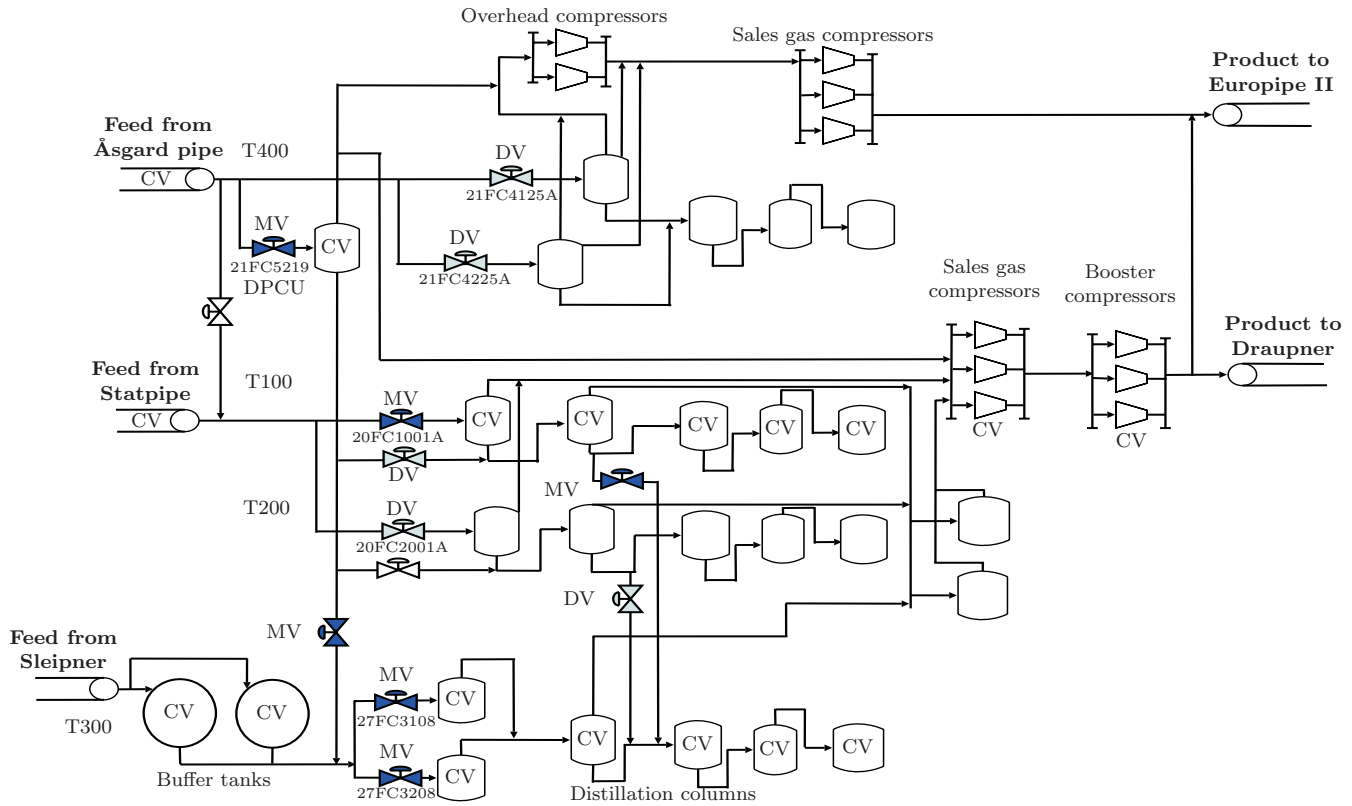 Overhead compressors
Sales gas compressors
Product to
Europipe II
Feed from
Åsgard pipe
T400
CV
DV
21FC4125A
MV
CV
21FC5219
DPCU
DV
21FC4225A
Sales gas
compressors
Booster
compressors
Product to
Draupner
Feed from
Statpipe
T100
CV
MV
20FC1001A
CV
CV
CV
CV
CV
CV
CV
DV
MV
T200
DV
20FC2001A
DV
MV
Feed from
Sleipner
T300
CV
CV
MV
27FC3108
CV
MV
27FC3208
CV
CV
CV
CV
CV
Buffer tanks
Distillation columns